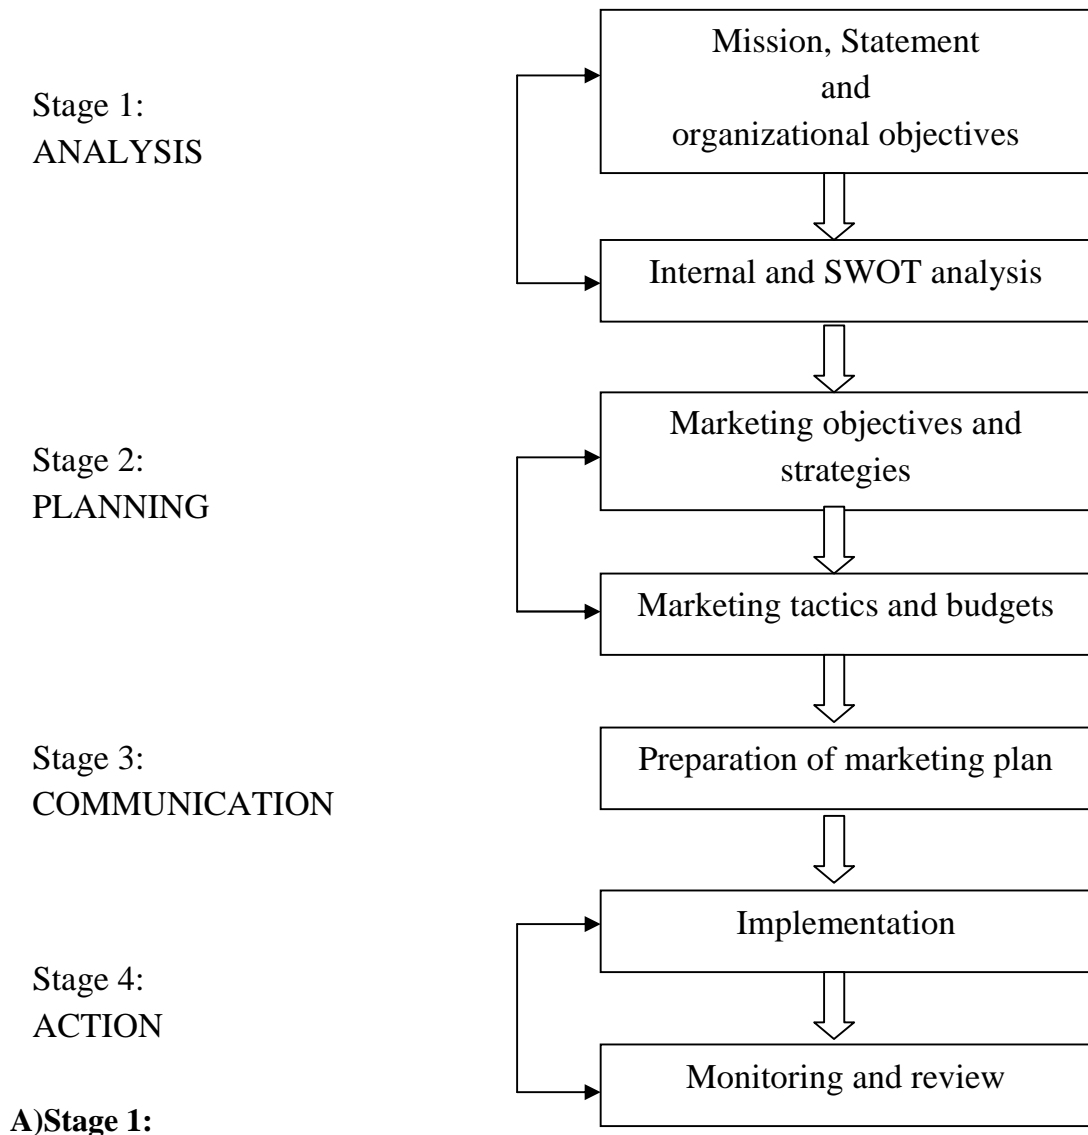 Mission, Statement
and
organizational objectives
Stage 1:
ANALYSIS
Internal and SWOT analysis
Marketing objectives and
strategies
Stage 2:
PLANNING
Marketing tactics and budgets
Stage 3:
COMMUNICATION
Preparation of marketing plan
Implementation
Stage 4:
ACTION
Monitoring and review
A)Stage 1: